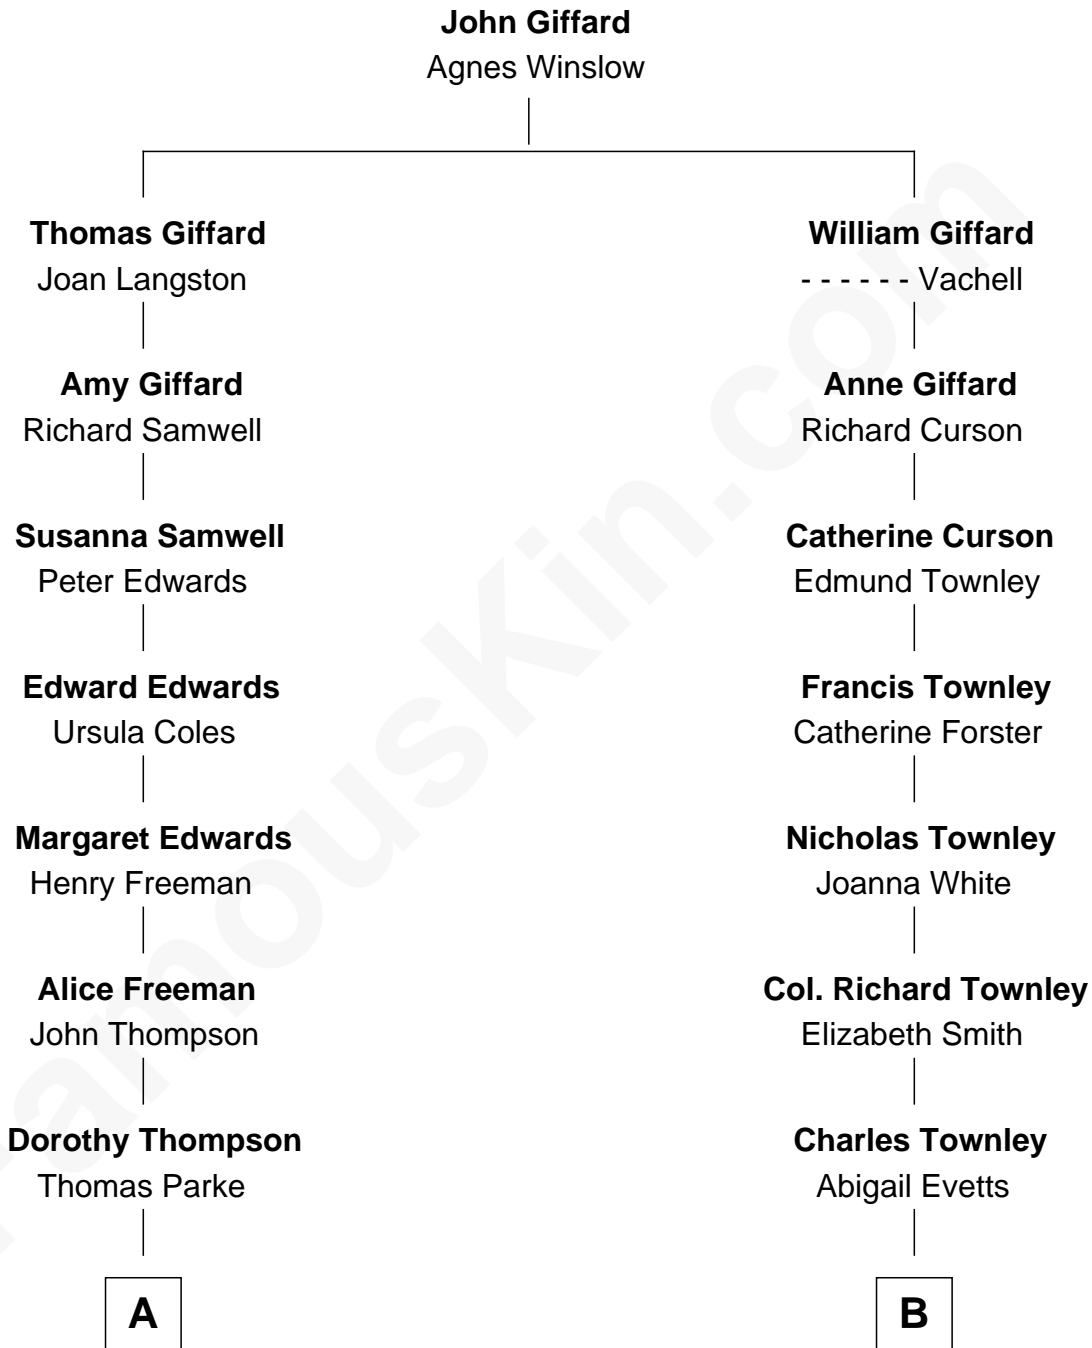 John Giffard
Agnes Winslow
Thomas Giffard
Joan Langston
Amy Giffard
Richard Samwell
Susanna Samwell
Peter Edwards
Edward Edwards
Ursula Coles
Margaret Edwards
Henry Freeman
Alice Freeman
John Thompson
Dorothy Thompson
Thomas Parke
A
William Giffard
- - - - - - Vachell
Anne Giffard
Richard Curson
Catherine Curson
Edmund Townley
Francis Townley
Catherine Forster
Nicholas Townley
Joanna White
Col. Richard Townley
Elizabeth Smith
Charles Townley
Abigail Evetts
B
FamousKin.com